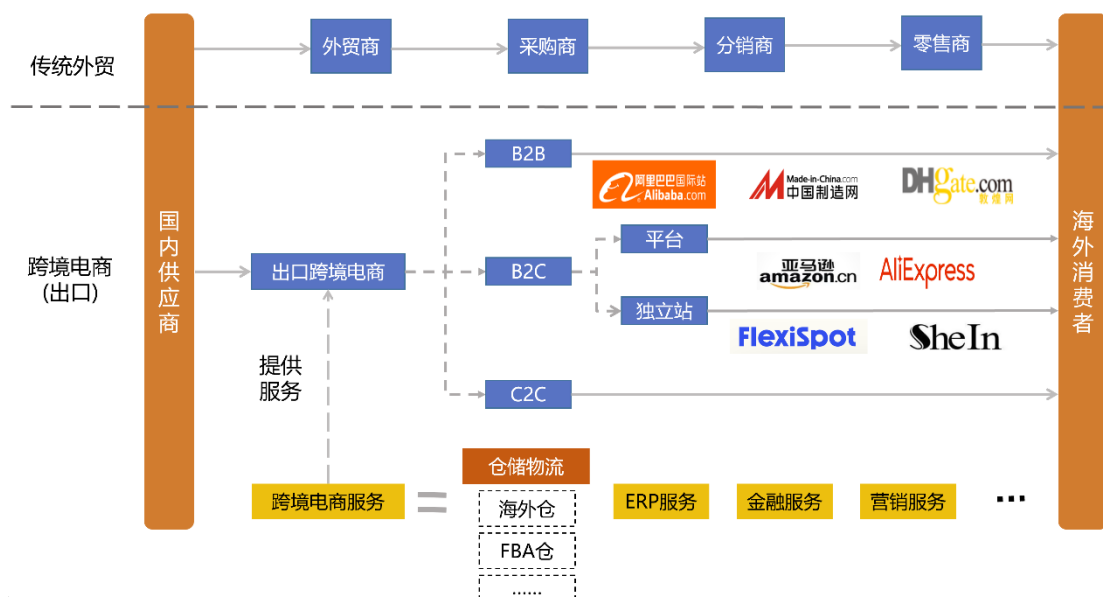 传统外贸
国内供应商
外贸商
采购商
分销商
零售商
海外消费者
跨境电商
(出口)
出口跨境电商
B2B
阿里巴巴国际站
Alibaba.com
Made-in-China.com
中国制造网
DHgate.com
敦煌网
B2C
平台
亚马逊
amazon.cn
AliExpress
独立站
FlexiSpot
SheIn
C2C
提供
服务
跨境电商服务
=
仓储物流
海外仓
FBA仓
......
ERP服务
金融服务
营销服务
...